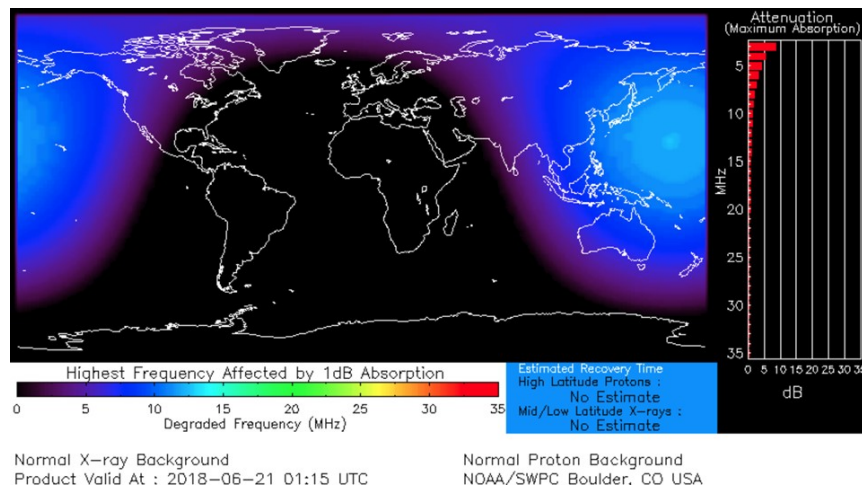 Attenuation
(Maximum Absorption)
5
10
15
MHz
20
25
30
35
0 5 10 15 20 25 30 35
dB
Highest Frequency Affected by 1dB Absorption
0 5 10 15 20 25 30 35
Degraded Frequency (MHz)
Estimated Recovery Time
High Latitude Protons :
No Estimate
Mid/Low Latitude X-rays :
No Estimate
Normal X-ray Background
Product Valid At : 2018-06-21 01:15 UTC
Normal Proton Background
NOAA/SWPC Boulder, CO USA